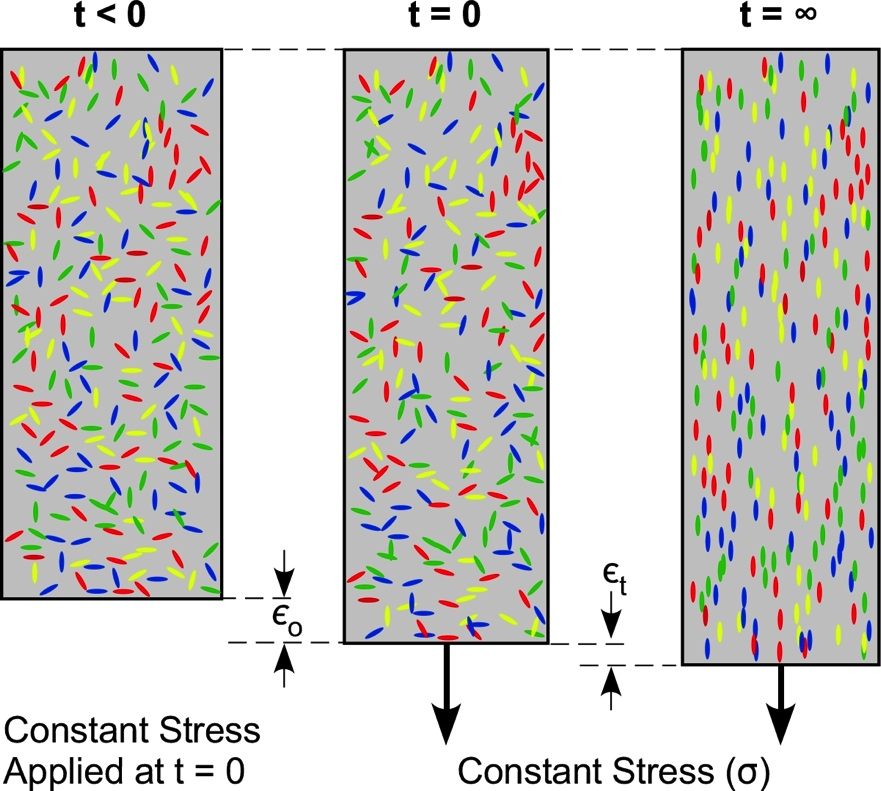 t < 0
t = 0
t = ∞
ϵo
ϵt
Constant Stress
Applied at t = 0
Constant Stress (σ)